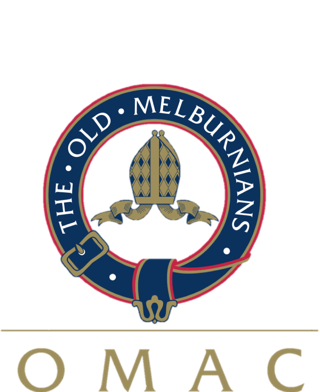 THE · OLD · MELBURNIANS ·
OMAC